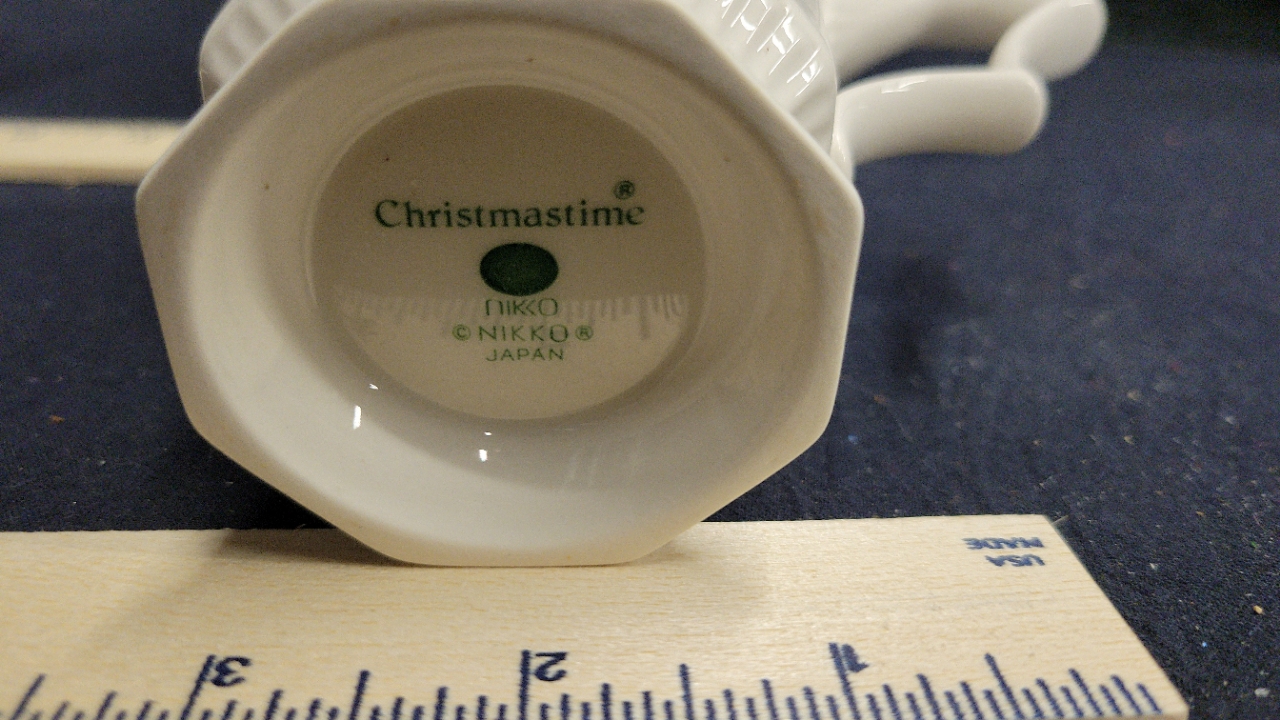 Christmastime®
nikko
© NIKKO ®
JAPAN
MADE
USA
3 2 1